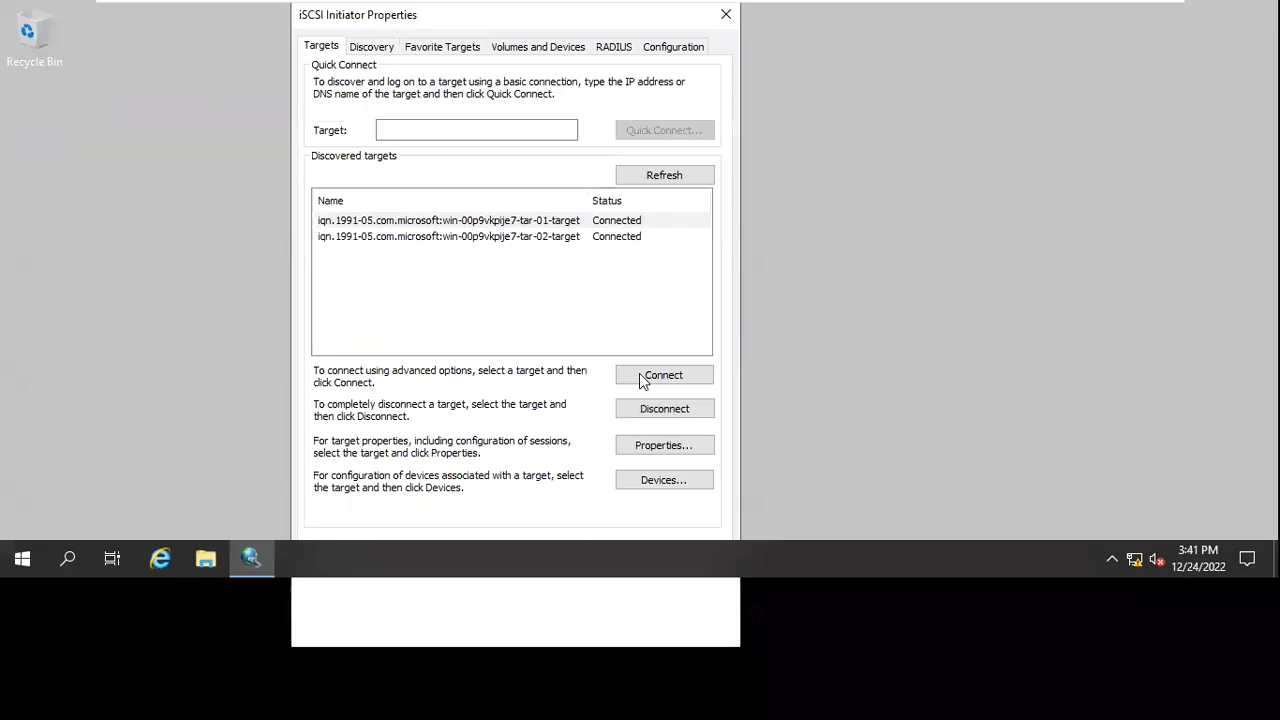 iSCSI Initiator Properties
Recycle Bin
Targets Discovery Favorite Targets Volumes and Devices RADIUS Configuration
Quick Connect
To discover and log on to a target using a basic connection, type the IP address or
DNS name of the target and then click Quick Connect.
Target:
Quick Connect...
Discovered targets
Refresh
Name Status
iqn.1991-05.com.microsoft:win-00p9vkpije7-tar-01-target Connected
iqn.1991-05.com.microsoft:win-00p9vkpije7-tar-02-target Connected
To connect using advanced options, select a target and then
click Connect.
Connect
To completely disconnect a target, select the target and
then click Disconnect.
Disconnect
For target properties, including configuration of sessions,
select the target and click Properties.
Properties...
For configuration of devices associated with a target, select
the target and then click Devices.
Devices...
3:41 PM
12/24/2022